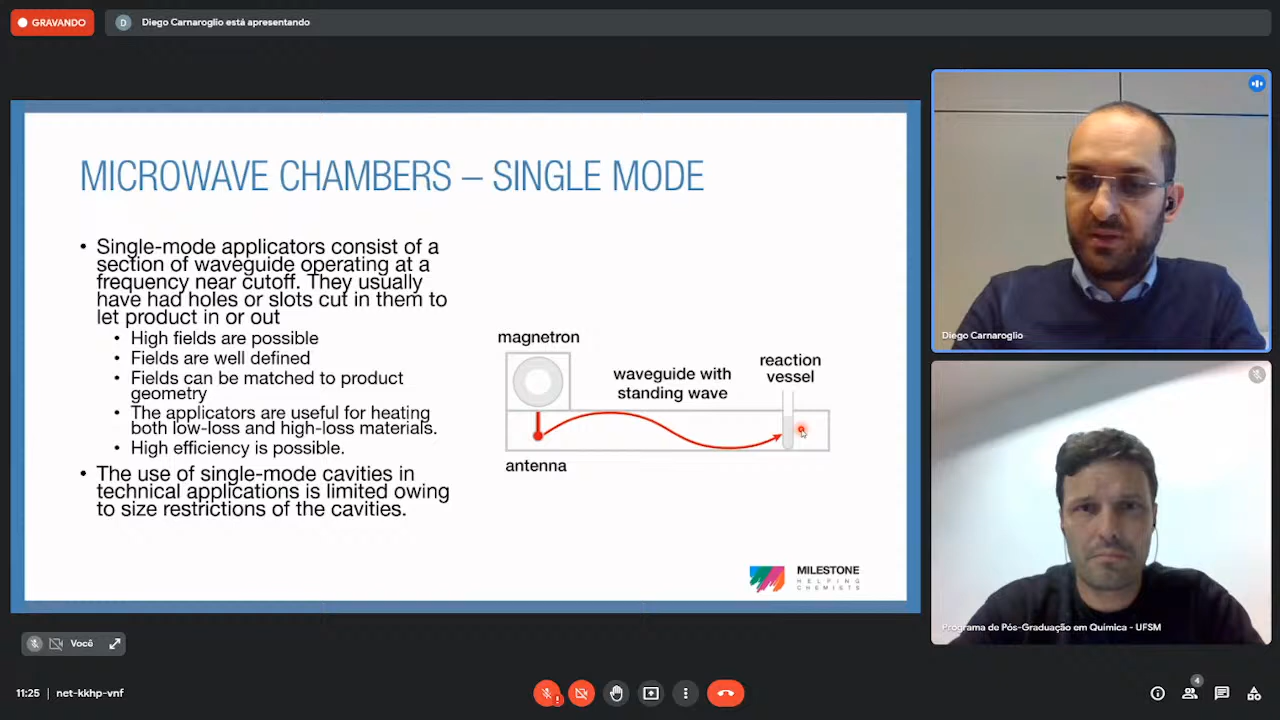 GRAVANDO
D
Diego Carnaroglio está apresentando
MICROWAVE CHAMBERS – SINGLE MODE
• Single-mode applicators consist of a
section of waveguide operating at a
frequency near cutoff. They usually
have had holes or slots cut in them to
let product in or out
• High fields are possible
• Fields are well defined
• Fields can be matched to product
geometry
• The applicators are useful for heating
both low-loss and high-loss materials.
• High efficiency is possible.
• The use of single-mode cavities in
technical applications is limited owing
to size restrictions of the cavities.
magnetron
waveguide with
standing wave
reaction
vessel
antenna
MILESTONE
HELPING
CHEMISTS
Diego Carnaroglio
Programa de Pós-Graduação em Química - UFSM
Você
11:25 | net-kkhp-vnf
4